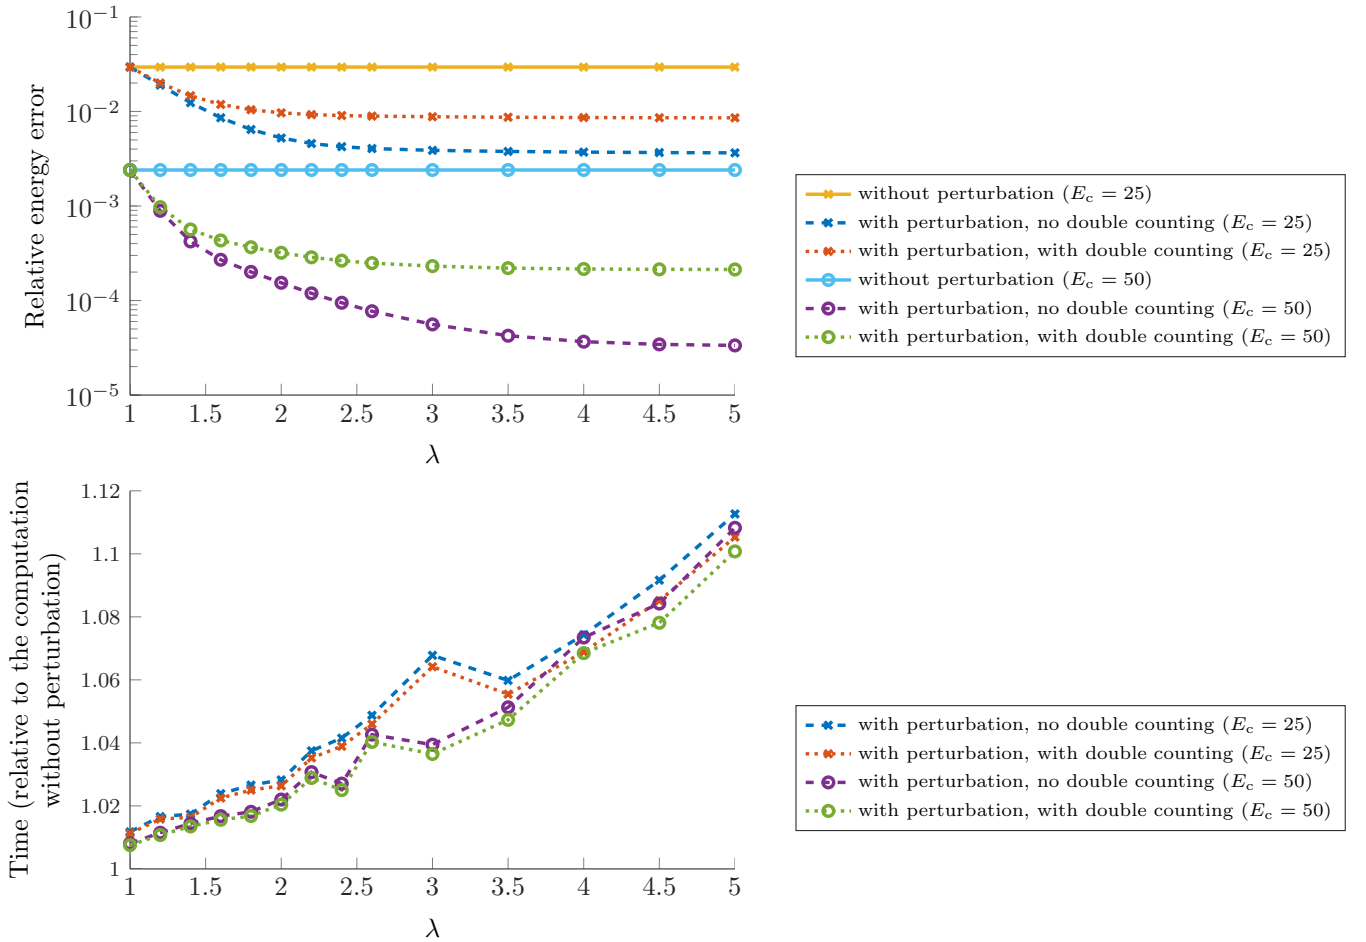 10^{-1}
10^{-2}
10^{-3}
10^{-4}
10^{-5}
Relative energy error
1 1.5 2 2.5 3 3.5 4 4.5 5
λ
without perturbation (E_c = 25)
with perturbation, no double counting (E_c = 25)
with perturbation, with double counting (E_c = 25)
without perturbation (E_c = 50)
with perturbation, no double counting (E_c = 50)
with perturbation, with double counting (E_c = 50)
1.12
1.1
1.08
1.06
1.04
1.02
1
Time (relative to the computation
without perturbation)
1 1.5 2 2.5 3 3.5 4 4.5 5
λ
with perturbation, no double counting (E_c = 25)
with perturbation, with double counting (E_c = 25)
with perturbation, no double counting (E_c = 50)
with perturbation, with double counting (E_c = 50)